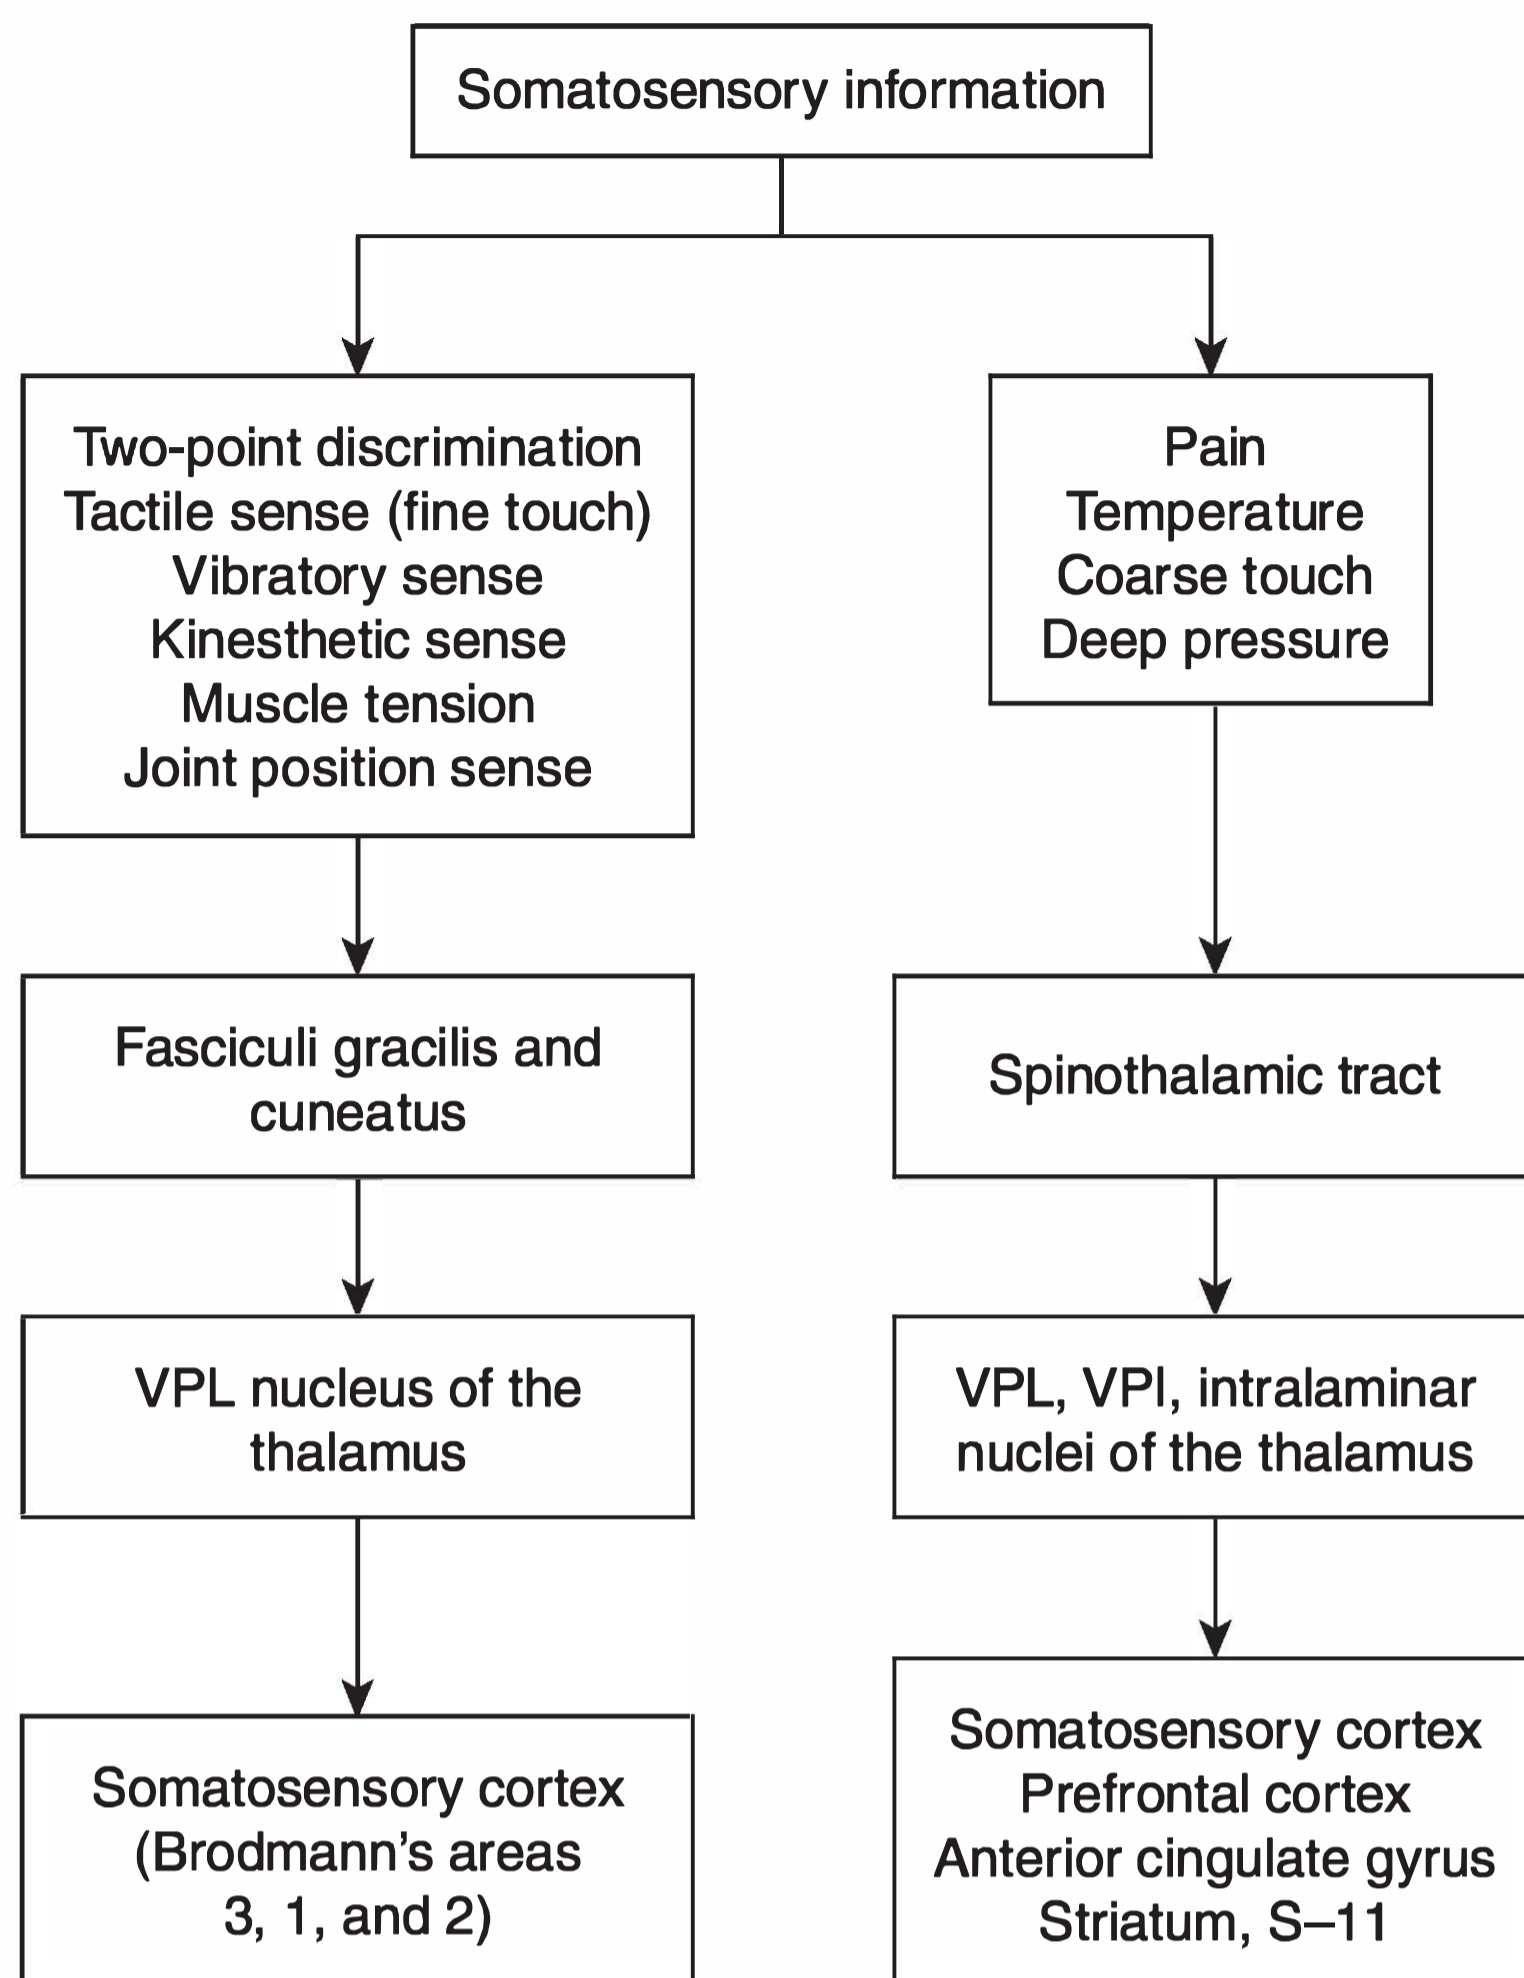 Somatosensory information
Two-point discrimination
Tactile sense (fine touch)
Vibratory sense
Kinesthetic sense
Muscle tension
Joint position sense
Pain
Temperature
Coarse touch
Deep pressure
Fasciculi gracilis and
cuneatus
Spinothalamic tract
VPL nucleus of the
thalamus
VPL, VPI, intralaminar
nuclei of the thalamus
Somatosensory cortex
(Brodmann’s areas
3, 1, and 2)
Somatosensory cortex
Prefrontal cortex
Anterior cingulate gyrus
Striatum, S–11